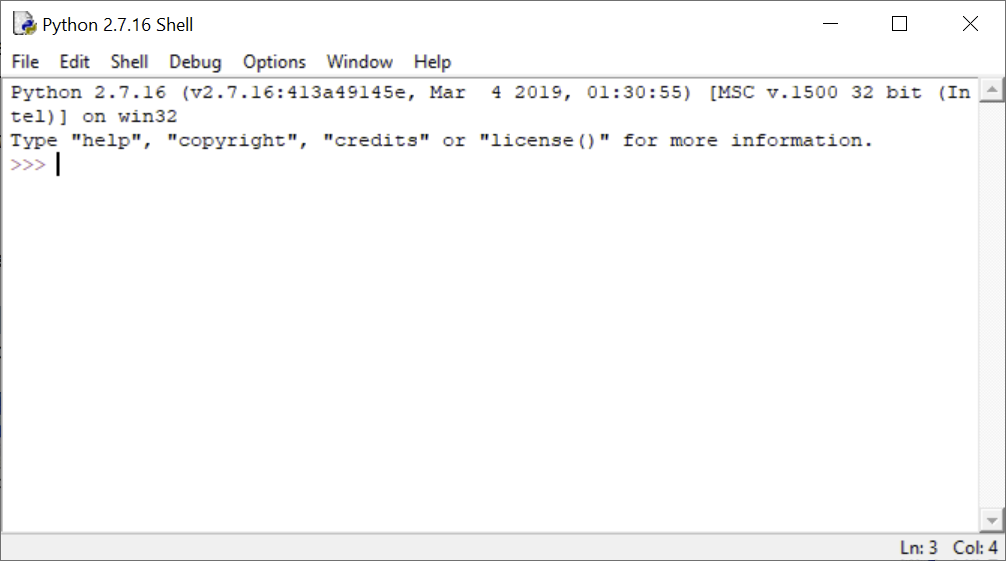 Python 2.7.16 Shell
File Edit Shell Debug Options Window Help
Python 2.7.16 (v2.7.16:413a49145e, Mar  4 2019, 01:30:55) [MSC v.1500 32 bit (In
tel)] on win32
Type "help", "copyright", "credits" or "license()" for more information.
>>>
Ln: 3 Col: 4